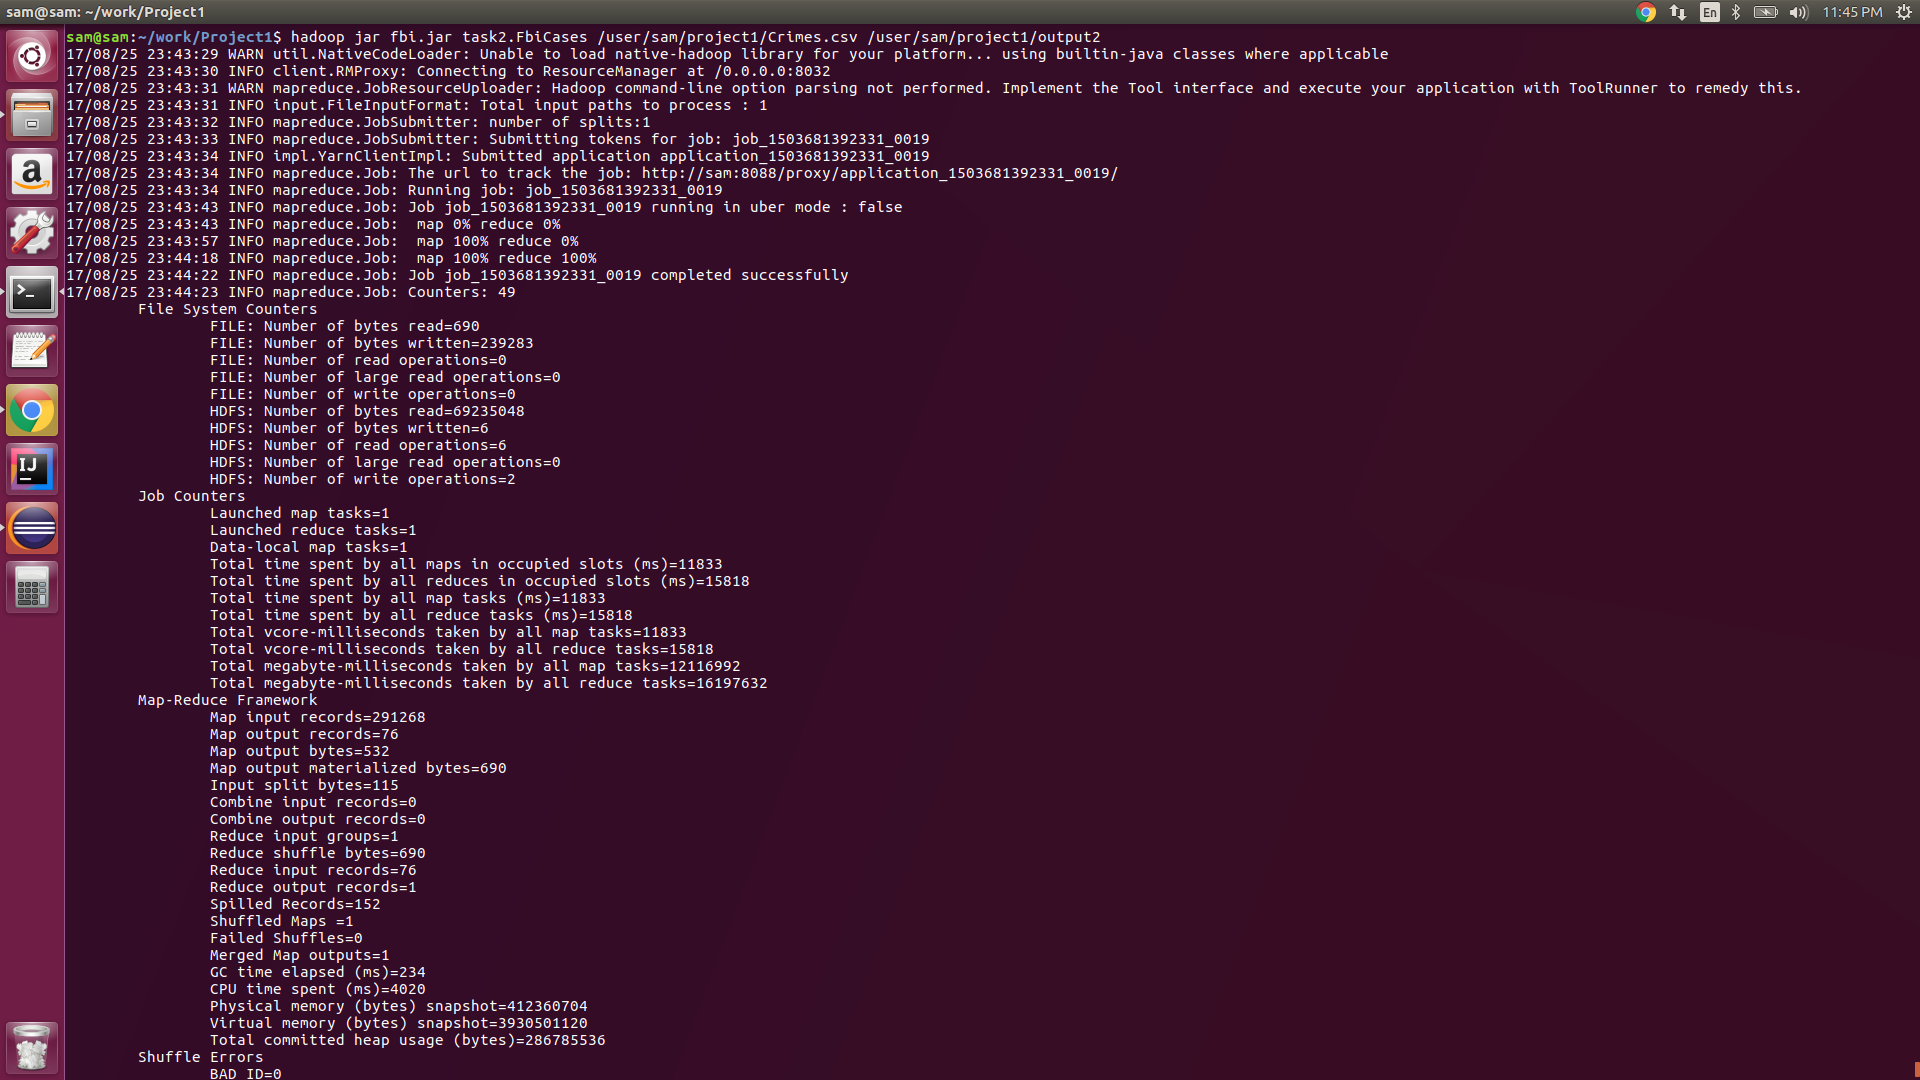 sam@sam: ~/work/Project1
En
11:45 PM
sam@sam:~/work/Project1$ hadoop jar fbi.jar task2.FbiCases /user/sam/project1/Crimes.csv /user/sam/project1/output2
17/08/25 23:43:29 WARN util.NativeCodeLoader: Unable to load native-hadoop library for your platform... using builtin-java classes where applicable
17/08/25 23:43:30 INFO client.RMProxy: Connecting to ResourceManager at /0.0.0.0:8032
17/08/25 23:43:31 WARN mapreduce.JobResourceUploader: Hadoop command-line option parsing not performed. Implement the Tool interface and execute your application with ToolRunner to remedy this.
17/08/25 23:43:31 INFO input.FileInputFormat: Total input paths to process : 1
17/08/25 23:43:32 INFO mapreduce.JobSubmitter: number of splits:1
17/08/25 23:43:33 INFO mapreduce.JobSubmitter: Submitting tokens for job: job_1503681392331_0019
17/08/25 23:43:34 INFO impl.YarnClientImpl: Submitted application application_1503681392331_0019
17/08/25 23:43:34 INFO mapreduce.Job: The url to track the job: http://sam:8088/proxy/application_1503681392331_0019/
17/08/25 23:43:34 INFO mapreduce.Job: Running job: job_1503681392331_0019
17/08/25 23:43:43 INFO mapreduce.Job: Job job_1503681392331_0019 running in uber mode : false
17/08/25 23:43:43 INFO mapreduce.Job:  map 0% reduce 0%
17/08/25 23:43:57 INFO mapreduce.Job:  map 100% reduce 0%
17/08/25 23:44:18 INFO mapreduce.Job:  map 100% reduce 100%
17/08/25 23:44:22 INFO mapreduce.Job: Job job_1503681392331_0019 completed successfully
17/08/25 23:44:23 INFO mapreduce.Job: Counters: 49
File System Counters
FILE: Number of bytes read=690
FILE: Number of bytes written=239283
FILE: Number of read operations=0
FILE: Number of large read operations=0
FILE: Number of write operations=0
HDFS: Number of bytes read=69235048
HDFS: Number of bytes written=6
HDFS: Number of read operations=6
HDFS: Number of large read operations=0
HDFS: Number of write operations=2
Job Counters
Launched map tasks=1
Launched reduce tasks=1
Data-local map tasks=1
Total time spent by all maps in occupied slots (ms)=11833
Total time spent by all reduces in occupied slots (ms)=15818
Total time spent by all map tasks (ms)=11833
Total time spent by all reduce tasks (ms)=15818
Total vcore-milliseconds taken by all map tasks=11833
Total vcore-milliseconds taken by all reduce tasks=15818
Total megabyte-milliseconds taken by all map tasks=12116992
Total megabyte-milliseconds taken by all reduce tasks=16197632
Map-Reduce Framework
Map input records=291268
Map output records=76
Map output bytes=532
Map output materialized bytes=690
Input split bytes=115
Combine input records=0
Combine output records=0
Reduce input groups=1
Reduce shuffle bytes=690
Reduce input records=76
Reduce output records=1
Spilled Records=152
Shuffled Maps =1
Failed Shuffles=0
Merged Map outputs=1
GC time elapsed (ms)=234
CPU time spent (ms)=4020
Physical memory (bytes) snapshot=412360704
Virtual memory (bytes) snapshot=3930501120
Total committed heap usage (bytes)=286785536
Shuffle Errors
BAD_ID=0